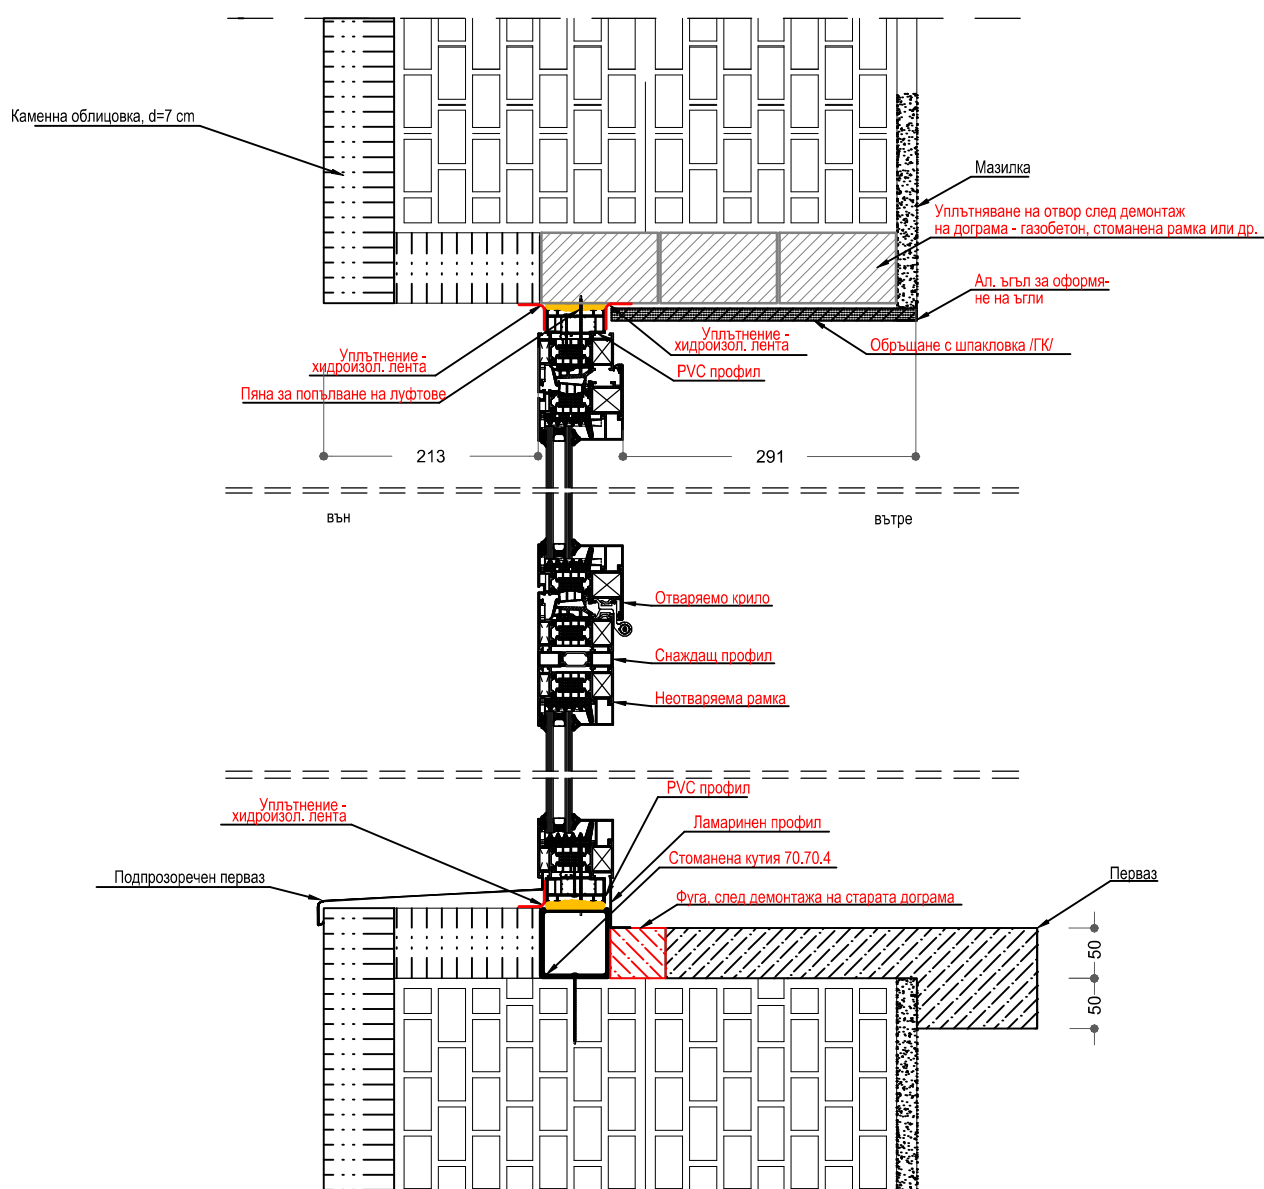 Каменна облицовка, d=7 cm
Мазилка
Уплътняване на отвор след демонтаж
на дограма - газобетон, стоманена рамка или др.
Ал. ъгъл за оформя-
не на ъгли
Обръщане с шпакловка /ГК/
Уплътнение -
хидроизол. лента
PVC профил
Уплътнение -
хидроизол. лента
Пяна за попълване на луфтове
213
291
вън
вътре
Отваряемо крило
Снаждащ профил
Неотваряема рамка
PVC профил
Уплътнение -
хидроизол. лента
Ламаринен профил
Стоманена кутия 70.70.4
Подпрозоречен перваз
Фуга, след демонтажа на старата дограма
Перваз
50
50